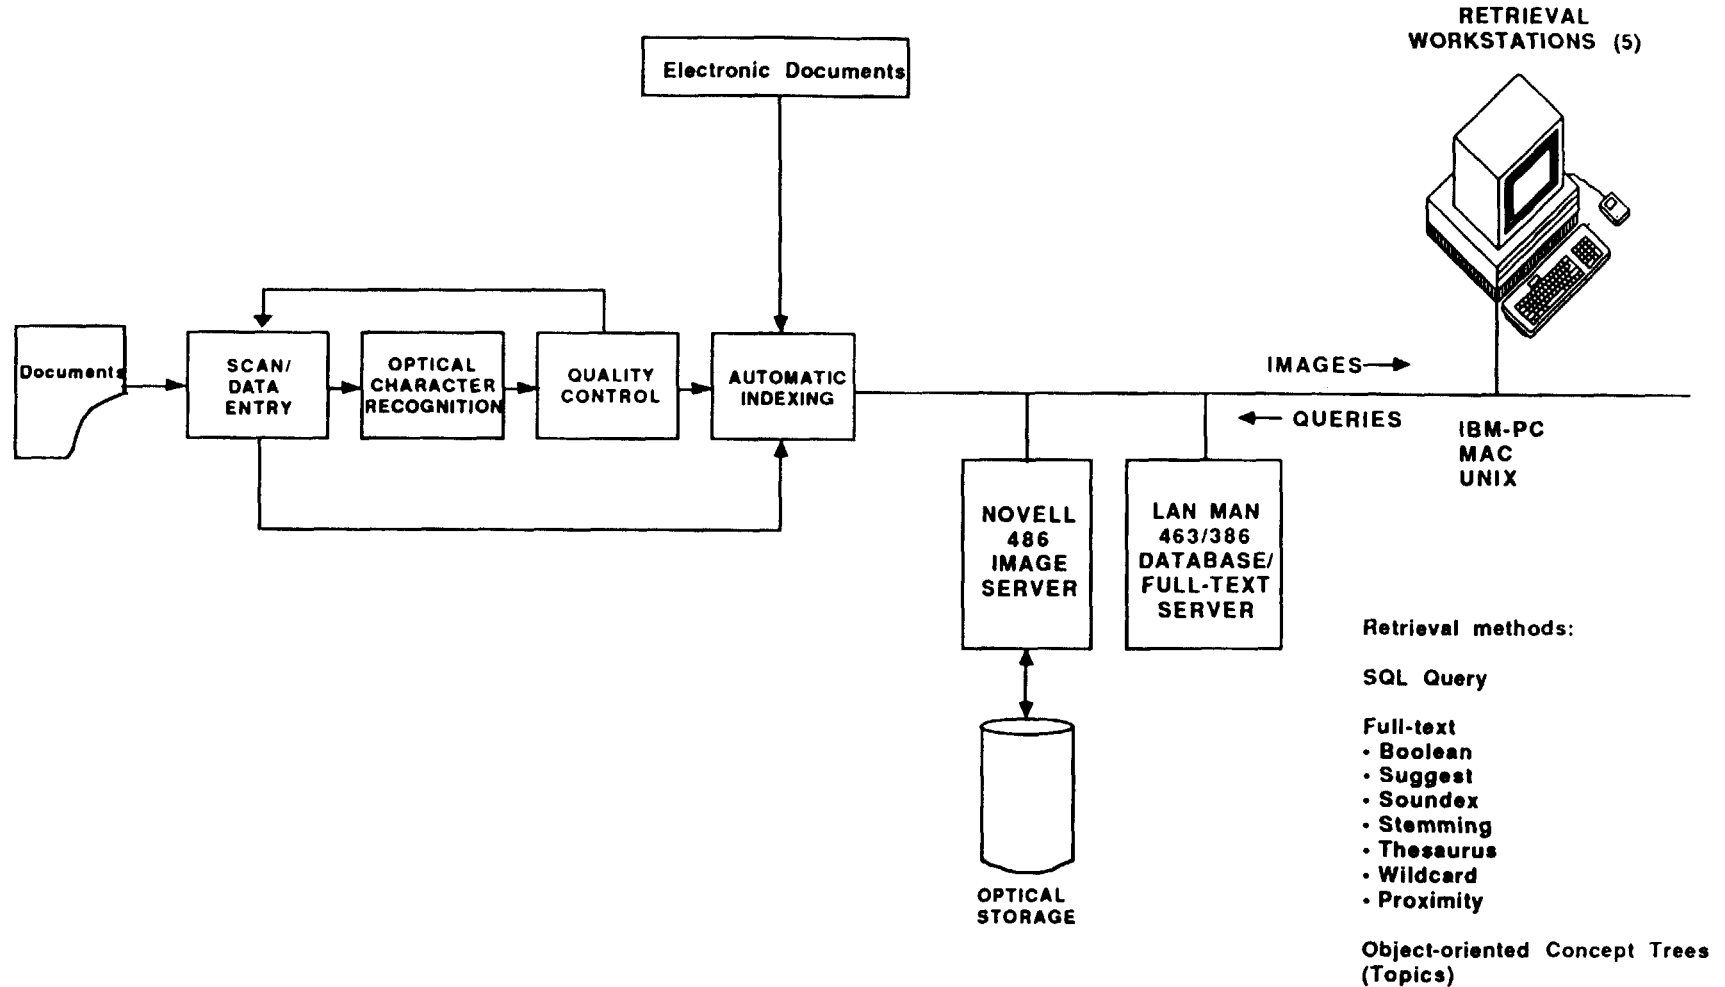 RETRIEVAL
WORKSTATIONS (5)
Electronic Documents
Documents
SCAN/
DATA
ENTRY
OPTICAL
CHARACTER
RECOGNITION
QUALITY
CONTROL
AUTOMATIC
INDEXING
IMAGES
QUERIES
IBM-PC
MAC
UNIX
NOVELL
486
IMAGE
SERVER
LAN MAN
463/386
DATABASE/
FULL-TEXT
SERVER
OPTICAL
STORAGE
Retrieval methods:
SQL Query
Full-text
• Boolean
• Suggest
• Soundex
• Stemming
• Thesaurus
• Wildcard
• Proximity
Object-oriented Concept Trees
(Topics)